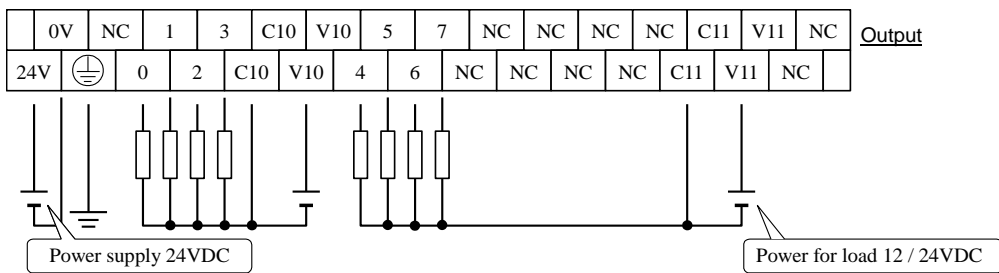 0V NC 1 3 C10 V10 5 7 NC NC NC NC C11 V11 NC Output
24V 0 2 C10 V10 4 6 NC NC NC NC C11 V11 NC
Power supply 24VDC Power for load 12 / 24VDC